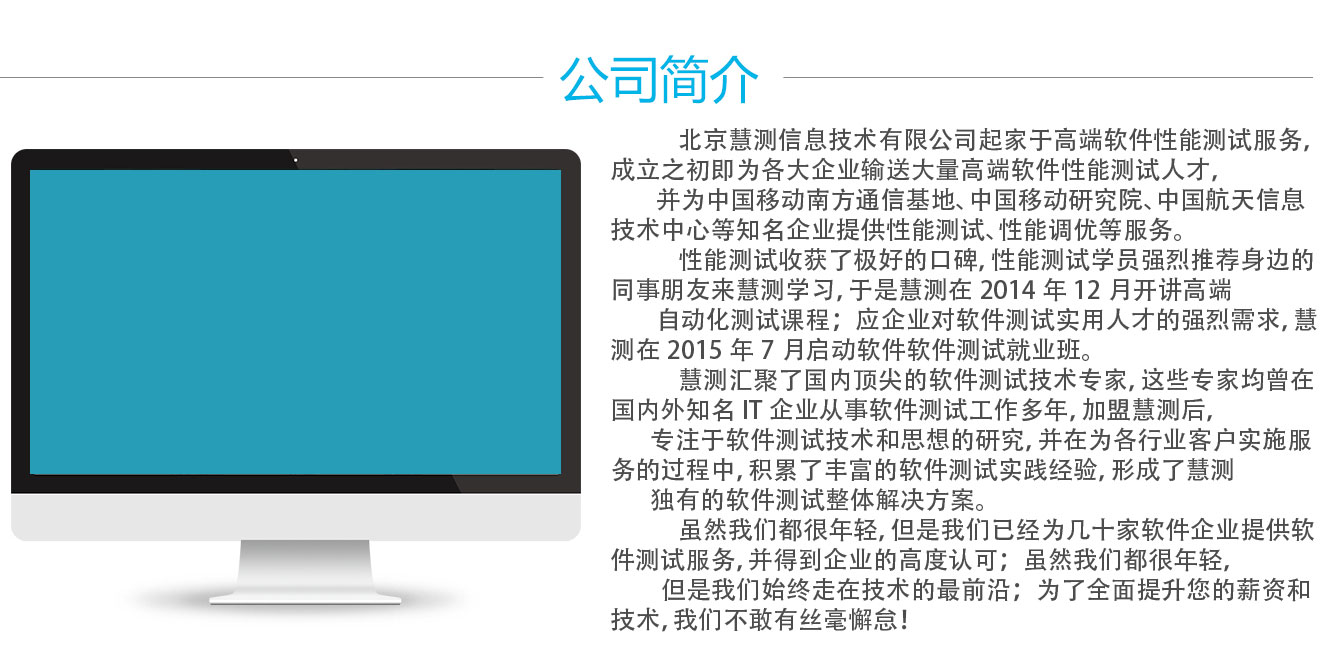 公司简介
北京慧测信息技术有限公司起家于高端软件性能测试服务,
成立之初即为各大企业输送大量高端软件性能测试人才,
并为中国移动南方通信基地、中国移动研究院、中国航天信息
技术中心等知名企业提供性能测试、性能调优等服务。
性能测试收获了极好的口碑, 性能测试学员强烈推荐身边的
同事朋友来慧测学习, 于是慧测在 2014 年 12 月开讲高端
自动化测试课程；应企业对软件测试实用人才的强烈需求, 慧
测在 2015 年 7 月启动软件软件测试就业班。
慧测汇聚了国内顶尖的软件测试技术专家, 这些专家均曾在
国内外知名 IT 企业从事软件测试工作多年, 加盟慧测后,
专注于软件测试技术和思想的研究, 并在为各行业客户实施服
务的过程中, 积累了丰富的软件测试实践经验, 形成了慧测
独有的软件测试整体解决方案。
虽然我们都很年轻, 但是我们已经为几十家软件企业提供软
件测试服务, 并得到企业的高度认可；虽然我们都很年轻,
但是我们始终走在技术的最前沿；为了全面提升您的薪资和
技术, 我们不敢有丝毫懈怠！